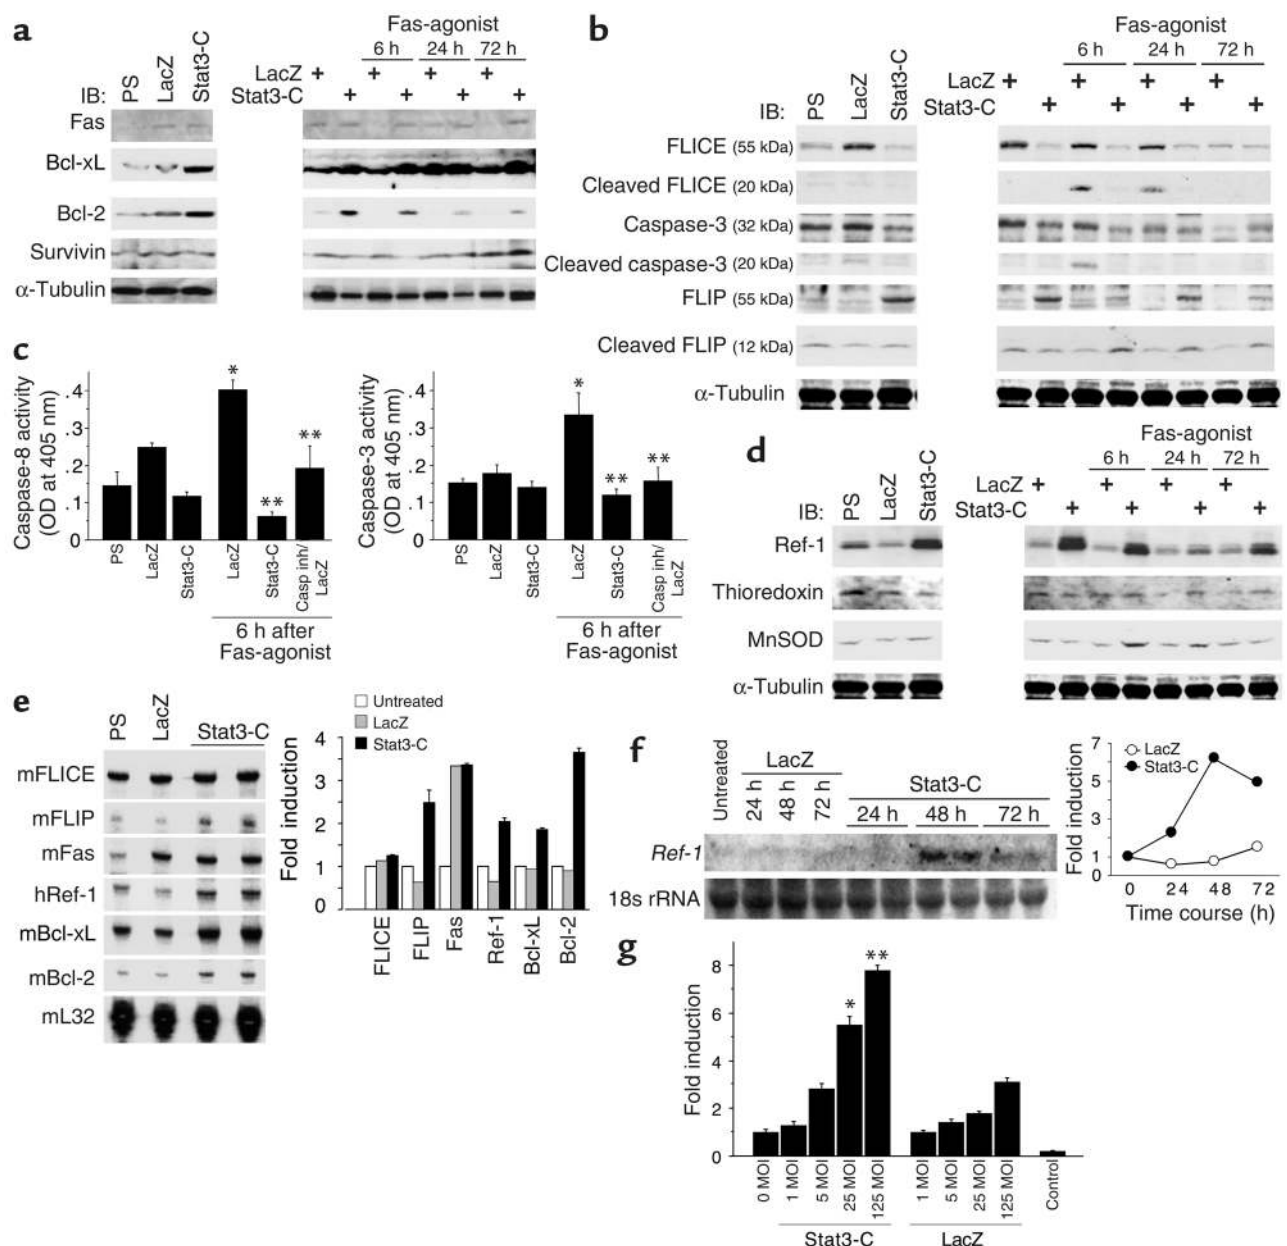 a
Fas-agonist
6 h 24 h 72 h
PS LacZ Stat3-C
LacZ + + + +
IB: Stat3-C + + + +
Fas
Bcl-xL
Bcl-2
Survivin
α-Tubulin
b
Fas-agonist
6 h 24 h 72 h
LacZ + + + +
IB: PS LacZ Stat3-C
Stat3-C + + + +
FLICE (55 kDa)
Cleaved FLICE (20 kDa)
Caspase-3 (32 kDa)
Cleaved caspase-3 (20 kDa)
FLIP (55 kDa)
Cleaved FLIP (12 kDa)
α-Tubulin
c
Caspase-8 activity
(OD at 405 nm)
.4
.3
.2
.1
0
*
**
**
PS LacZ Stat3-C LacZ Stat3-C Casp inh/ LacZ
6 h after
Fas-agonist
Caspase-3 activity
(OD at 405 nm)
.4
.3
.2
.1
0
*
**
**
PS LacZ Stat3-C LacZ Stat3-C Casp inh/ LacZ
6 h after
Fas-agonist
d
Fas-agonist
6 h 24 h 72 h
PS LacZ Stat3-C
LacZ + + + +
IB: Stat3-C + + + +
Ref-1
Thioredoxin
MnSOD
α-Tubulin
e
PS LacZ Stat3-C
mFLICE
mFLIP
mFas
hRef-1
mBcl-xL
mBcl-2
mL32
Untreated
LacZ
Stat3-C
Fold induction
4
3
2
1
0
FLICE FLIP Fas Ref-1 Bcl-xL Bcl-2
f
Untreated
LacZ
24 h 48 h 72 h
Stat3-C
24 h 48 h 72 h
Ref-1
18s rRNA
Fold induction
7
5
3
1
0
LacZ
Stat3-C
0 24 48 72
Time course (h)
g
Fold induction
8
6
4
2
0
*
**
0 MOI 1 MOI 5 MOI 25 MOI 125 MOI 1 MOI 5 MOI 25 MOI 125 MOI Control
Stat3-C LacZ